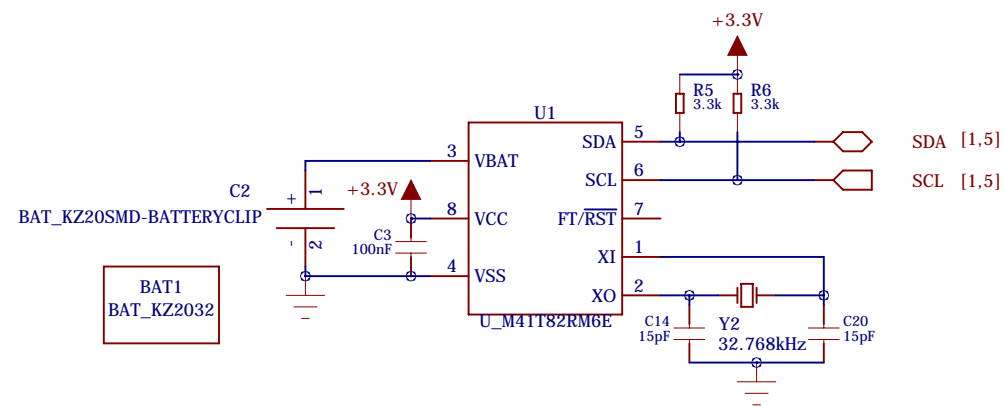 +3.3V
R5
3.3k
R6
3.3k
U1
SDA
5
SDA [1,5]
3
VBAT
6
SCL
SCL [1,5]
C2
+
1
+3.3V
BAT_KZ20SMD-BATTERYCLIP
8
VCC
7
FT/RST
-
2
C3
100nF
1
XI
4
VSS
2
XO
BAT1
BAT_KZ2032
U_M41T82RM6E
C14
15pF
Y2
32.768kHz
C20
15pF